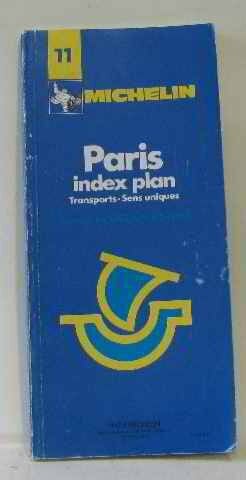 11
MICHELIN
Paris
index plan
Transports-Sens uniques